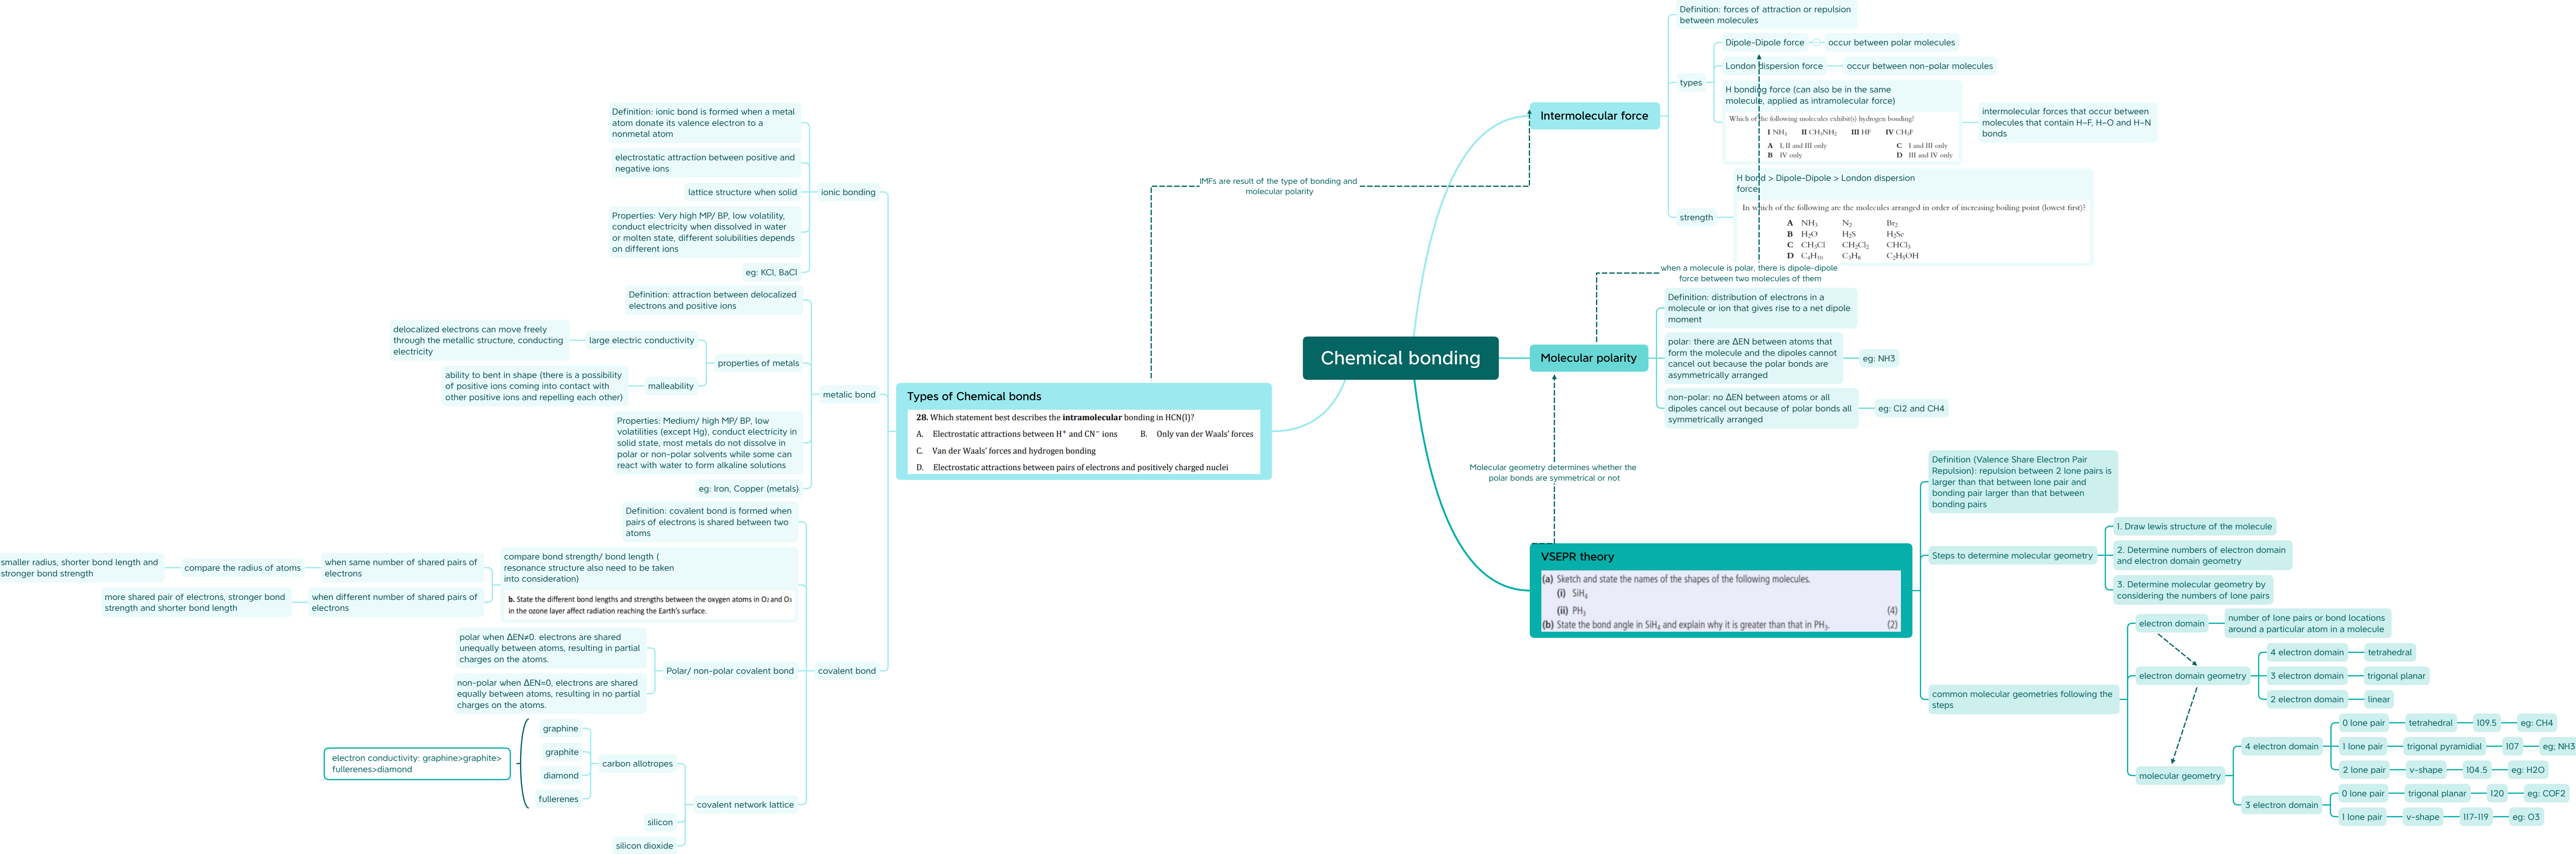 Chemical bonding
Intermolecular force
Definition: forces of attraction or repulsion
between molecules
types
Dipole-Dipole force
occur between polar molecules
London dispersion force
occur between non-polar molecules
H bonding force (can also be in the same
molecule, applied as intramolecular force)
Which of the following molecules exhibit(s) hydrogen bonding?
I NH₃ II CH₃NH₂ III HF IV CH₃F
A I, II and III only C I and III only
B IV only D III and IV only
intermolecular forces that occur between
molecules that contain H-F, H-O and H-N
bonds
strength
H bond > Dipole-Dipole > London dispersion
force
In which of the following are the molecules arranged in order of increasing boiling point (lowest first)?
A NH₃ N₂ Br₂
B H₂O H₂S H₂Se
C CH₃Cl CH₂Cl₂ CHCl₃
D C₄H₁₀ C₃H₈ C₂H₅OH
when a molecule is polar, there is dipole-dipole
force between two molecules of them
Molecular polarity
Definition: distribution of electrons in a
molecule or ion that gives rise to a net dipole
moment
polar: there are ΔEN between atoms that
form the molecule and the dipoles cannot
cancel out because the polar bonds are
asymmetrically arranged
eg: NH3
non-polar: no ΔEN between atoms or all
dipoles cancel out because of polar bonds all
symmetrically arranged
eg: Cl2 and CH4
Molecular geometry determines whether the
polar bonds are symmetrical or not
VSEPR theory
(a) Sketch and state the names of the shapes of the following molecules.
(i) SiH₄
(ii) PH₃ (4)
(b) State the bond angle in SiH₄ and explain why it is greater than that in PH₃. (2)
Definition (Valence Share Electron Pair
Repulsion): repulsion between 2 lone pairs is
larger than that between lone pair and
bonding pair larger than that between
bonding pairs
Steps to determine molecular geometry
1. Draw lewis structure of the molecule
2. Determine numbers of electron domain
and electron domain geometry
3. Determine molecular geometry by
considering the numbers of lone pairs
common molecular geometries following the
steps
electron domain
number of lone pairs or bond locations
around a particular atom in a molecule
electron domain geometry
4 electron domain
tetrahedral
3 electron domain
trigonal planar
2 electron domain
linear
molecular geometry
4 electron domain
0 lone pair
tetrahedral
109.5
eg: CH4
1 lone pair
trigonal pyramidial
107
eg; NH3
2 lone pair
v-shape
104.5
eg: H2O
3 electron domain
0 lone pair
trigonal planar
120
eg: COF2
1 lone pair
v-shape
117-119
eg: O3
IMFs are result of the type of bonding and
molecular polarity
Types of Chemical bonds
28. Which statement best describes the intramolecular bonding in HCN(l)?
A. Electrostatic attractions between H⁺ and CN⁻ ions B. Only van der Waals' forces
C. Van der Waals' forces and hydrogen bonding
D. Electrostatic attractions between pairs of electrons and positively charged nuclei
ionic bonding
Definition: ionic bond is formed when a metal
atom donate its valence electron to a
nonmetal atom
electrostatic attraction between positive and
negative ions
lattice structure when solid
Properties: Very high MP/ BP, low volatility,
conduct electricity when dissolved in water
or molten state, different solubilities depends
on different ions
eg: KCl, BaCl
metalic bond
Definition: attraction between delocalized
electrons and positive ions
properties of metals
large electric conductivity
delocalized electrons can move freely
through the metallic structure, conducting
electricity
malleability
ability to bent in shape (there is a possibility
of positive ions coming into contact with
other positive ions and repelling each other)
Properties: Medium/ high MP/ BP, low
volatilities (except Hg), conduct electricity in
solid state, most metals do not dissolve in
polar or non-polar solvents while some can
react with water to form alkaline solutions
eg: Iron, Copper (metals)
covalent bond
Definition: covalent bond is formed when
pairs of electrons is shared between two
atoms
compare bond strength/ bond length (
resonance structure also need to be taken
into consideration)
b. State the different bond lengths and strengths between the oxygen atoms in O₂ and O₃
in the ozone layer affect radiation reaching the Earth's surface.
when same number of shared pairs of
electrons
compare the radius of atoms
smaller radius, shorter bond length and
stronger bond strength
when different number of shared pairs of
electrons
more shared pair of electrons, stronger bond
strength and shorter bond length
Polar/ non-polar covalent bond
polar when ΔEN≠0. electrons are shared
unequally between atoms, resulting in partial
charges on the atoms.
non-polar when ΔEN=0, electrons are shared
equally between atoms, resulting in no partial
charges on the atoms.
covalent network lattice
carbon allotropes
graphine
graphite
diamond
fullerenes
electron conductivity: graphine>graphite>
fullerenes>diamond
silicon
silicon dioxide